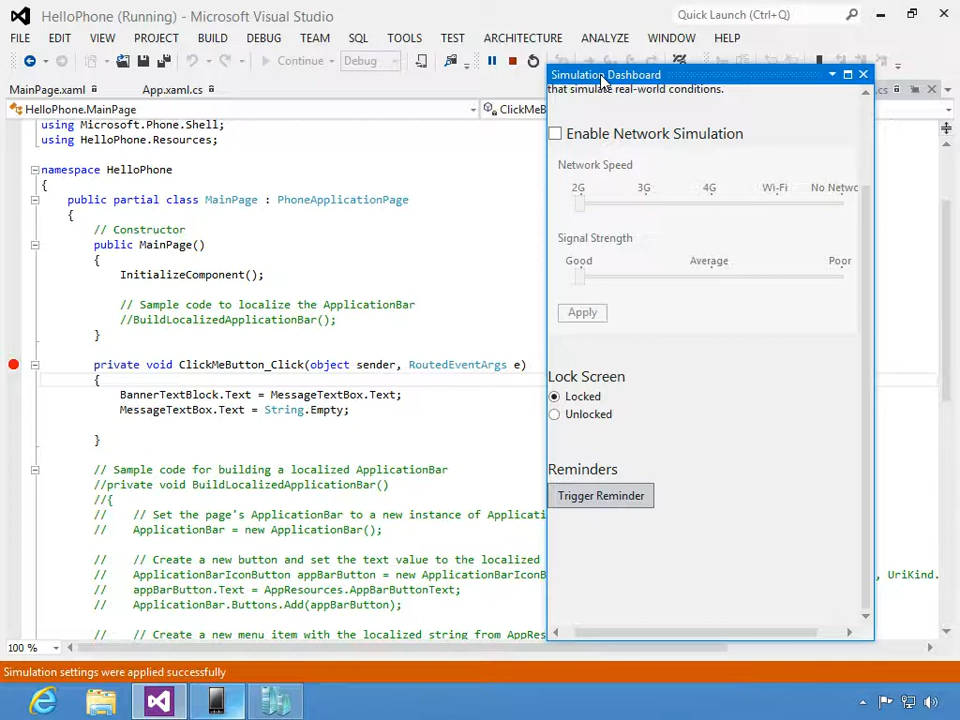 HelloPhone (Running) - Microsoft Visual Studio
Quick Launch (Ctrl+Q)
FILE EDIT VIEW PROJECT BUILD DEBUG TEAM SQL TOOLS TEST ARCHITECTURE ANALYZE WINDOW HELP
Continue Debug
MainPage.xaml App.xaml.cs .cs
HelloPhone.MainPage ClickMeB
using Microsoft.Phone.Shell;
using HelloPhone.Resources;
namespace HelloPhone
{
public partial class MainPage : PhoneApplicationPage
{
// Constructor
public MainPage()
{
InitializeComponent();
// Sample code to localize the ApplicationBar
//BuildLocalizedApplicationBar();
}
private void ClickMeButton_Click(object sender, RoutedEventArgs e)
{
BannerTextBlock.Text = MessageTextBox.Text;
MessageTextBox.Text = String.Empty;
}
// Sample code for building a localized ApplicationBar
//private void BuildLocalizedApplicationBar()
//{
// // Set the page's ApplicationBar to a new instance of Applicati
// ApplicationBar = new ApplicationBar();
// // Create a new button and set the text value to the localized
// ApplicationBarIconButton appBarButton = new ApplicationBarIconB , UriKind.
// appBarButton.Text = AppResources.AppBarButtonText;
// ApplicationBar.Buttons.Add(appBarButton);
// // Create a new menu item with the localized string from AppRes
100 %
Simulation Dashboard
that simulate real-world conditions.
Enable Network Simulation
Network Speed
2G 3G 4G Wi-Fi No Netwo
Signal Strength
Good Average Poor
Apply
Lock Screen
Locked
Unlocked
Reminders
Trigger Reminder
Simulation settings were applied successfully